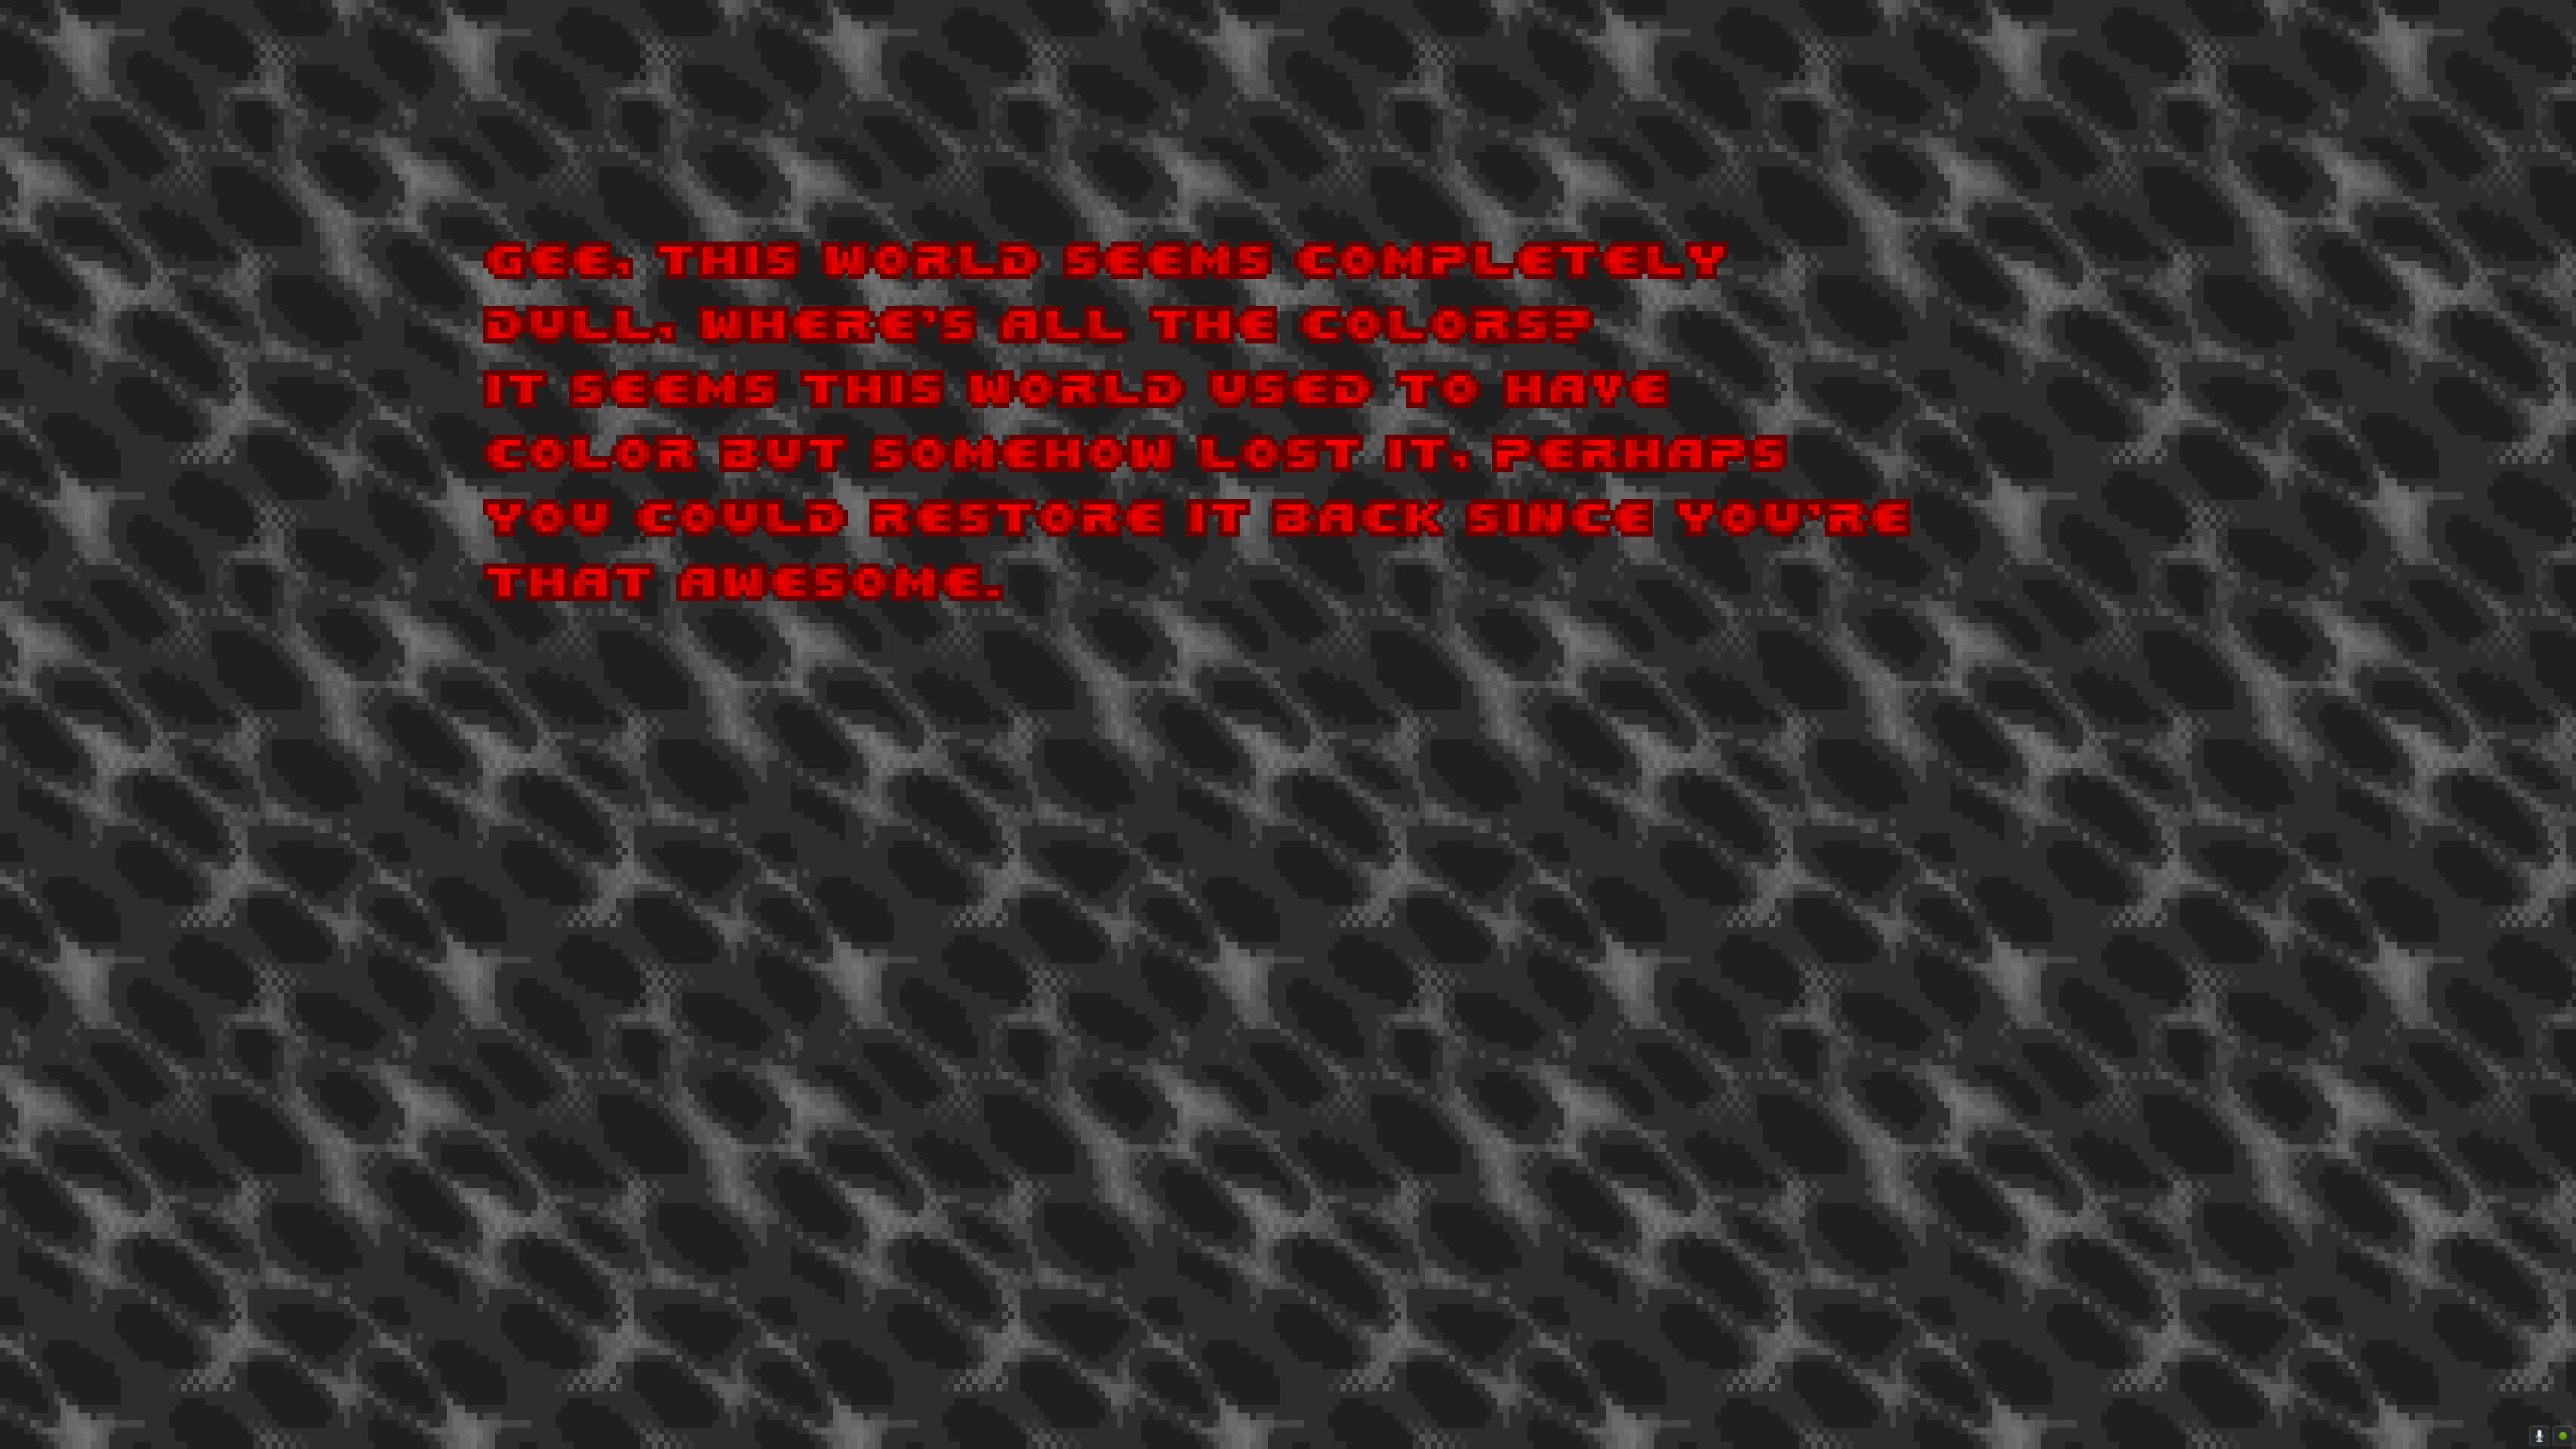 GEE, THIS WORLD SEEMS COMPLETELY
DULL, WHERE'S ALL THE COLORS?
IT SEEMS THIS WORLD USED TO HAVE
COLOR BUT SOMEHOW LOST IT, PERHAPS
YOU COULD RESTORE IT BACK SINCE YOU'RE
THAT AWESOME.